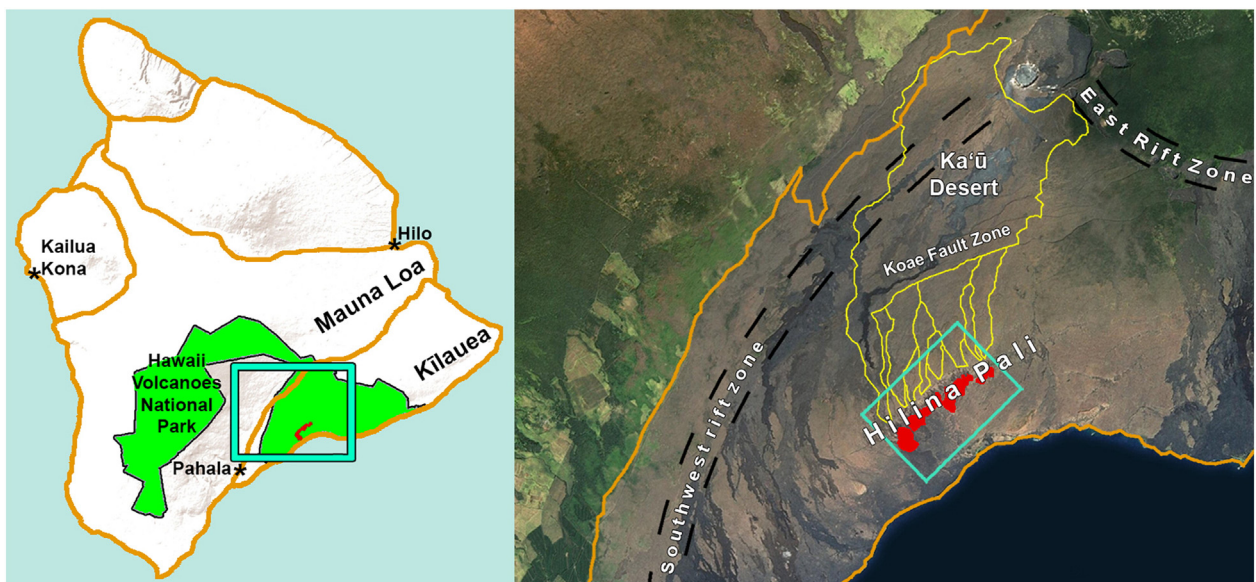 Kailua
Kona
*
Hilo
*
Mauna Loa
Kīlauea
Hawaii
Volcanoes
National
Park
Pahala
*
East Rift Zone
Kaʻū
Desert
Koae Fault Zone
Hilina Pali
Southwest rift zone